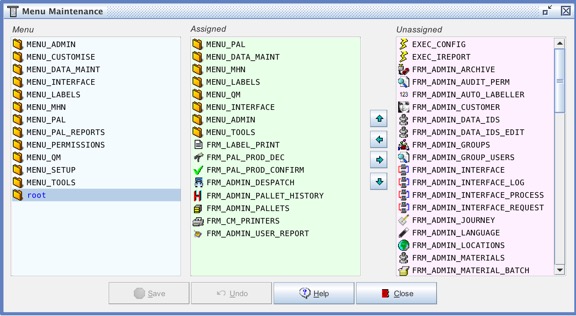 Menu Maintenance
Menu
MENU_ADMIN
MENU_CUSTOMISE
MENU_DATA_MAINT
MENU_INTERFACE
MENU_LABELS
MENU_MHN
MENU_PAL
MENU_PAL_REPORTS
MENU_PERMISSIONS
MENU_QM
MENU_SETUP
MENU_TOOLS
root
Assigned
MENU_PAL
MENU_DATA_MAINT
MENU_MHN
MENU_LABELS
MENU_QM
MENU_INTERFACE
MENU_ADMIN
MENU_TOOLS
FRM_LABEL_PRINT
FRM_PAL_PROD_DEC
FRM_PAL_PROD_CONFIRM
FRM_ADMIN_DESPATCH
FRM_ADMIN_PALLET_HISTORY
FRM_ADMIN_PALLETS
FRM_CM_PRINTERS
FRM_ADMIN_USER_REPORT
Unassigned
EXEC_CONFIG
EXEC_IREPORT
FRM_ADMIN_ARCHIVE
FRM_ADMIN_AUDIT_PERM
123 FRM_ADMIN_AUTO_LABELLER
FRM_ADMIN_CUSTOMER
FRM_ADMIN_DATA_IDS
FRM_ADMIN_DATA_IDS_EDIT
FRM_ADMIN_GROUPS
FRM_ADMIN_GROUP_USERS
FRM_ADMIN_INTERFACE
FRM_ADMIN_INTERFACE_LOG
FRM_ADMIN_INTERFACE_PROCESS
FRM_ADMIN_INTERFACE_REQUEST
FRM_ADMIN_JOURNEY
FRM_ADMIN_LANGUAGE
FRM_ADMIN_LOCATIONS
FRM_ADMIN_MATERIALS
FRM_ADMIN_MATERIAL_BATCH
Save
Undo
Help
Close